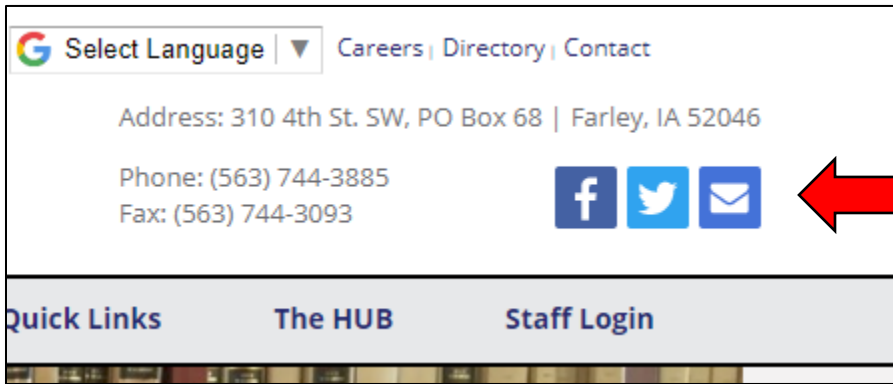 Select Language ▼ Careers | Directory | Contact
Address: 310 4th St. SW, PO Box 68 | Farley, IA 52046
Phone: (563) 744-3885
Fax: (563) 744-3093
Quick Links The HUB Staff Login